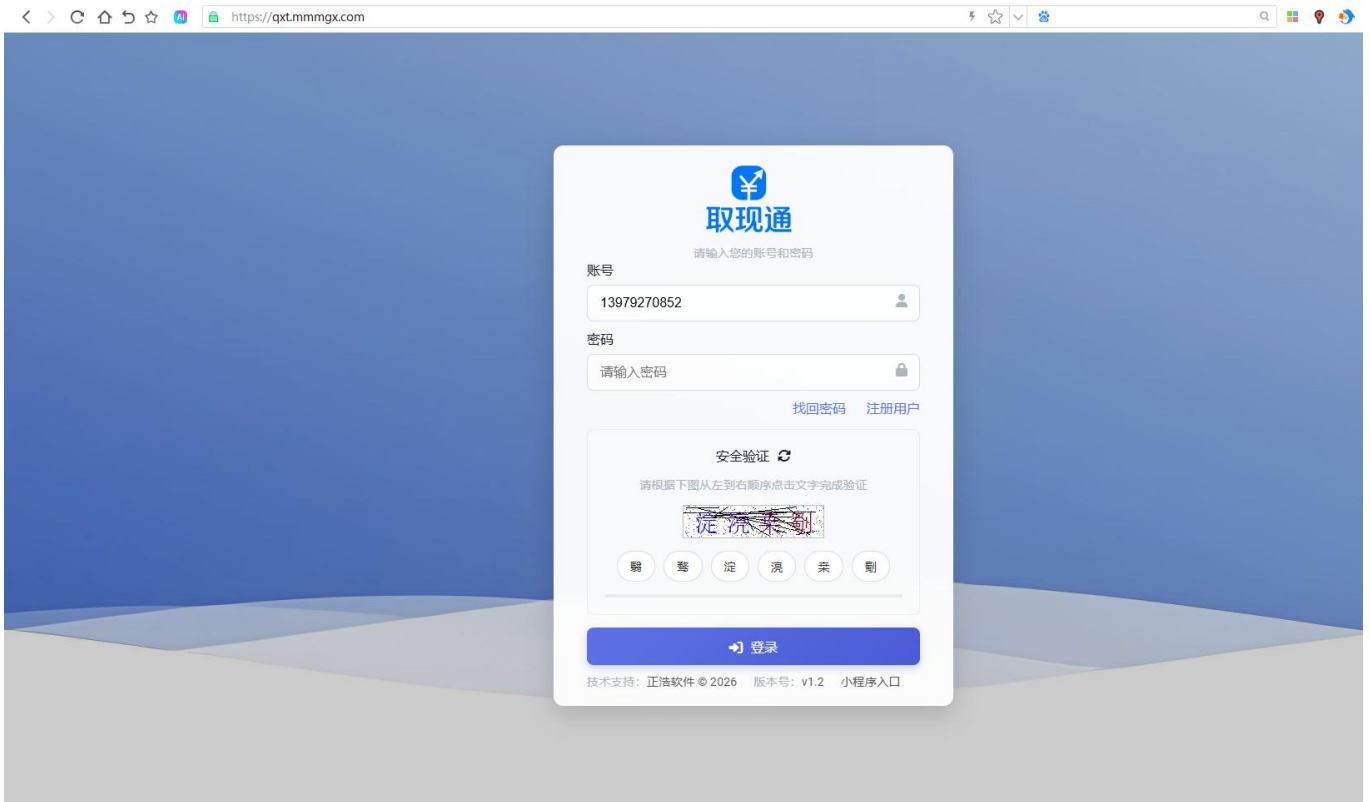 https://qxt.mmmgx.com
取现通
请输入您的账号和密码
账号
13979270852
密码
请输入密码
找回密码 注册用户
安全验证
请根据下图从左到右顺序点击文字完成验证
淀
淀
登录
技术支持：正浩软件 © 2026 版本号：v1.2 小程序入口